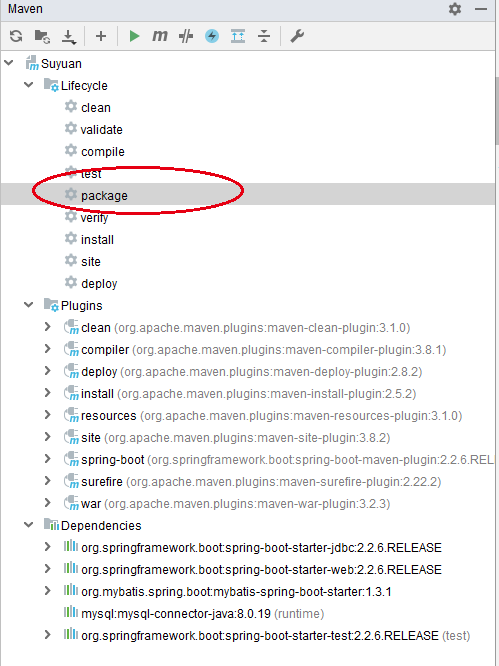 Maven
Suyuan
Lifecycle
clean
validate
compile
test
package
verify
install
site
deploy
Plugins
clean (org.apache.maven.plugins:maven-clean-plugin:3.1.0)
compiler (org.apache.maven.plugins:maven-compiler-plugin:3.8.1)
deploy (org.apache.maven.plugins:maven-deploy-plugin:2.8.2)
install (org.apache.maven.plugins:maven-install-plugin:2.5.2)
resources (org.apache.maven.plugins:maven-resources-plugin:3.1.0)
site (org.apache.maven.plugins:maven-site-plugin:3.8.2)
spring-boot (org.springframework.boot:spring-boot-maven-plugin:2.2.6.REL
surefire (org.apache.maven.plugins:maven-surefire-plugin:2.22.2)
war (org.apache.maven.plugins:maven-war-plugin:3.2.3)
Dependencies
org.springframework.boot:spring-boot-starter-jdbc:2.2.6.RELEASE
org.springframework.boot:spring-boot-starter-web:2.2.6.RELEASE
org.mybatis.spring.boot:mybatis-spring-boot-starter:1.3.1
mysql:mysql-connector-java:8.0.19 (runtime)
org.springframework.boot:spring-boot-starter-test:2.2.6.RELEASE (test)